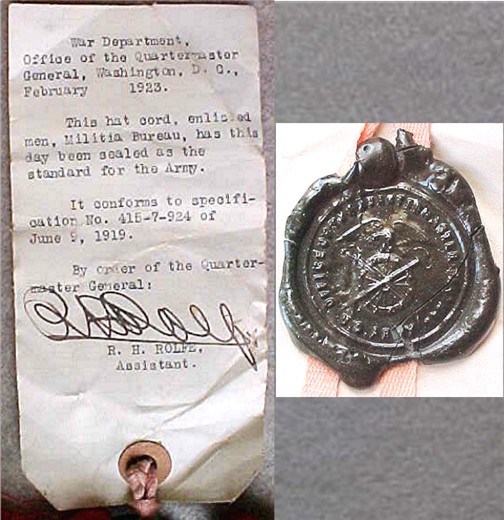 War Department,
Office of the Quartermaster
General, Washington, D. C.,
February 1923.
This hat cord, enlisted
men, Militia Bureau, has this
day been sealed as the
standard for the Army.
It conforms to specifi-
cation No. 415-7-924 of
June 9, 1919.
By order of the Quarter-
master General:
R. H. ROLFE,
Assistant.